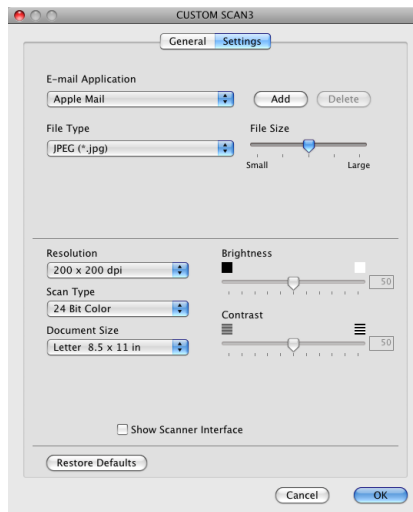 CUSTOM SCAN3
General Settings
E-mail Application
Apple Mail Add Delete
File Type File Size
JPEG (*.jpg)
Small Large
Resolution Brightness
200 x 200 dpi
50
Scan Type
24 Bit Color Contrast
Document Size
Letter 8.5 x 11 in 50
Show Scanner Interface
Restore Defaults
Cancel OK